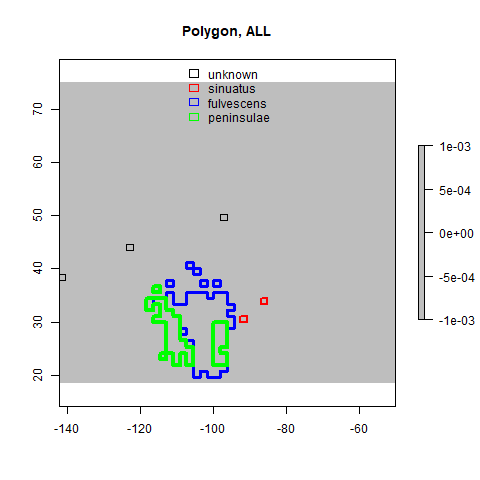 Polygon, ALL
unknown
sinuatus
fulvescens
peninsulae
70
60
50
40
30
20
-140
-120
-100
-80
-60
1e-03
5e-04
0e+00
-5e-04
-1e-03